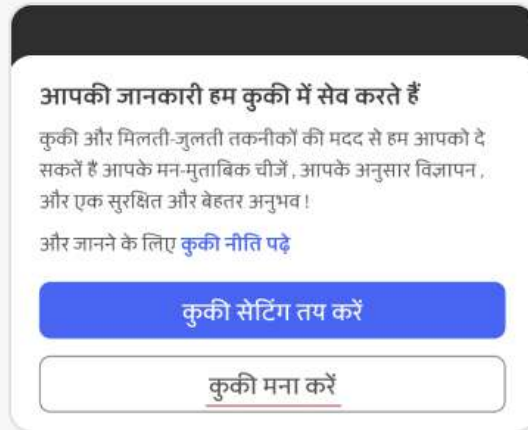 आपकी जानकारी हम कुकी में सेव करते हैं
कुकी और मिलती-जुलती तकनीकों की मदद से हम आपको दे
सकतें हैं आपके मन-मुताबिक चीजें , आपके अनुसार विज्ञापन ,
और एक सुरक्षित और बेहतर अनुभव !
और जानने के लिए कुकी नीति पढ़े
कुकी सेटिंग तय करें
कुकी मना करें